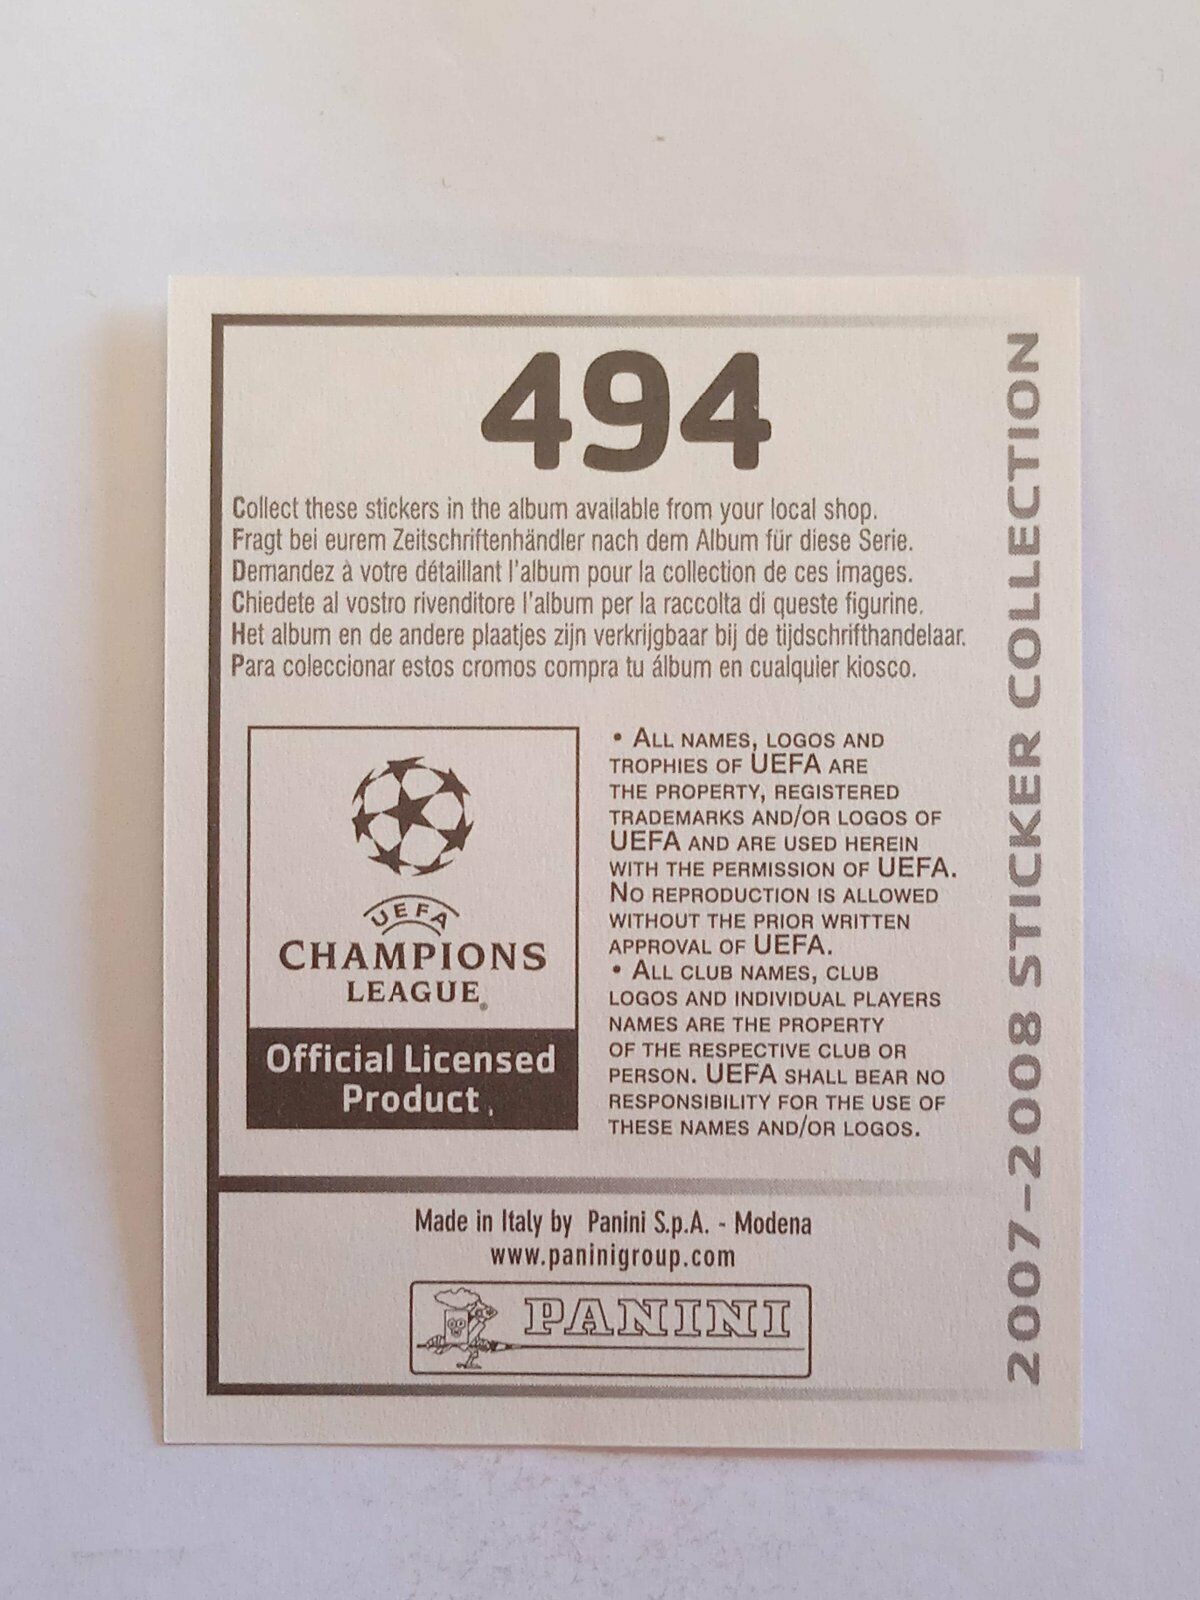 494
Collect these stickers in the album available from your local shop.
Fragt bei eurem Zeitschriftenhändler nach dem Album für diese Serie.
Demandez à votre détaillant l'album pour la collection de ces images.
Chiedete al vostro rivenditore l'album per la raccolta di queste figurine.
Het album en de andere plaatjes zijn verkrijgbaar bij de tijdschrifthandelaar.
Para coleccionar estos cromos compra tu álbum en cualquier kiosco.
UEFA
CHAMPIONS
LEAGUE®
Official Licensed
Product
• ALL NAMES, LOGOS AND
TROPHIES OF UEFA ARE
THE PROPERTY, REGISTERED
TRADEMARKS AND/OR LOGOS OF
UEFA AND ARE USED HEREIN
WITH THE PERMISSION OF UEFA.
NO REPRODUCTION IS ALLOWED
WITHOUT THE PRIOR WRITTEN
APPROVAL OF UEFA.
• ALL CLUB NAMES, CLUB
LOGOS AND INDIVIDUAL PLAYERS
NAMES ARE THE PROPERTY
OF THE RESPECTIVE CLUB OR
PERSON. UEFA SHALL BEAR NO
RESPONSIBILITY FOR THE USE OF
THESE NAMES AND/OR LOGOS.
Made in Italy by Panini S.p.A. - Modena
www.paninigroup.com
PANINI
2007-2008 STICKER COLLECTION